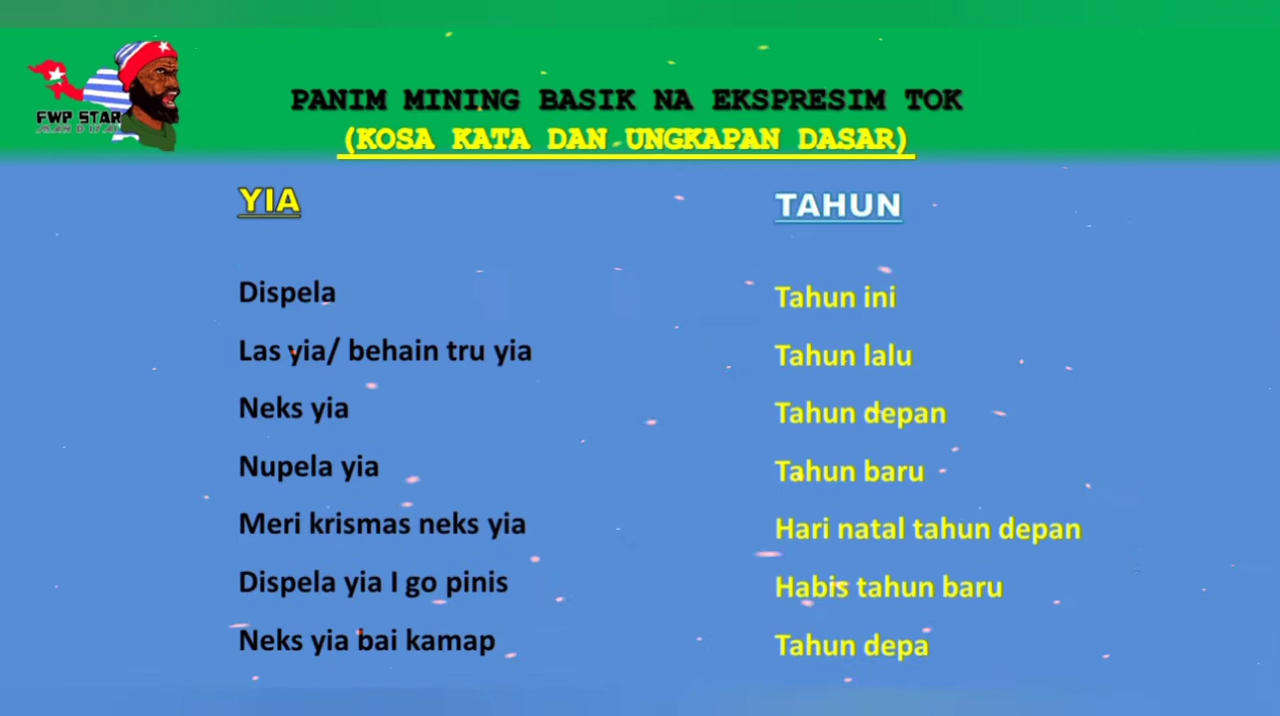 PANIM MINING BASIK NA EKSPRESIM TOK
(KOSA KATA DAN UNGKAPAN DASAR)
FWP STAR
YIA
TAHUN
Dispela
Tahun ini
Las yia/ behain tru yia
Tahun lalu
Neks yia
Tahun depan
Nupela yia
Tahun baru
Meri krismas neks yia
Hari natal tahun depan
Dispela yia I go pinis
Habis tahun baru
Neks yia bai kamap
Tahun depa